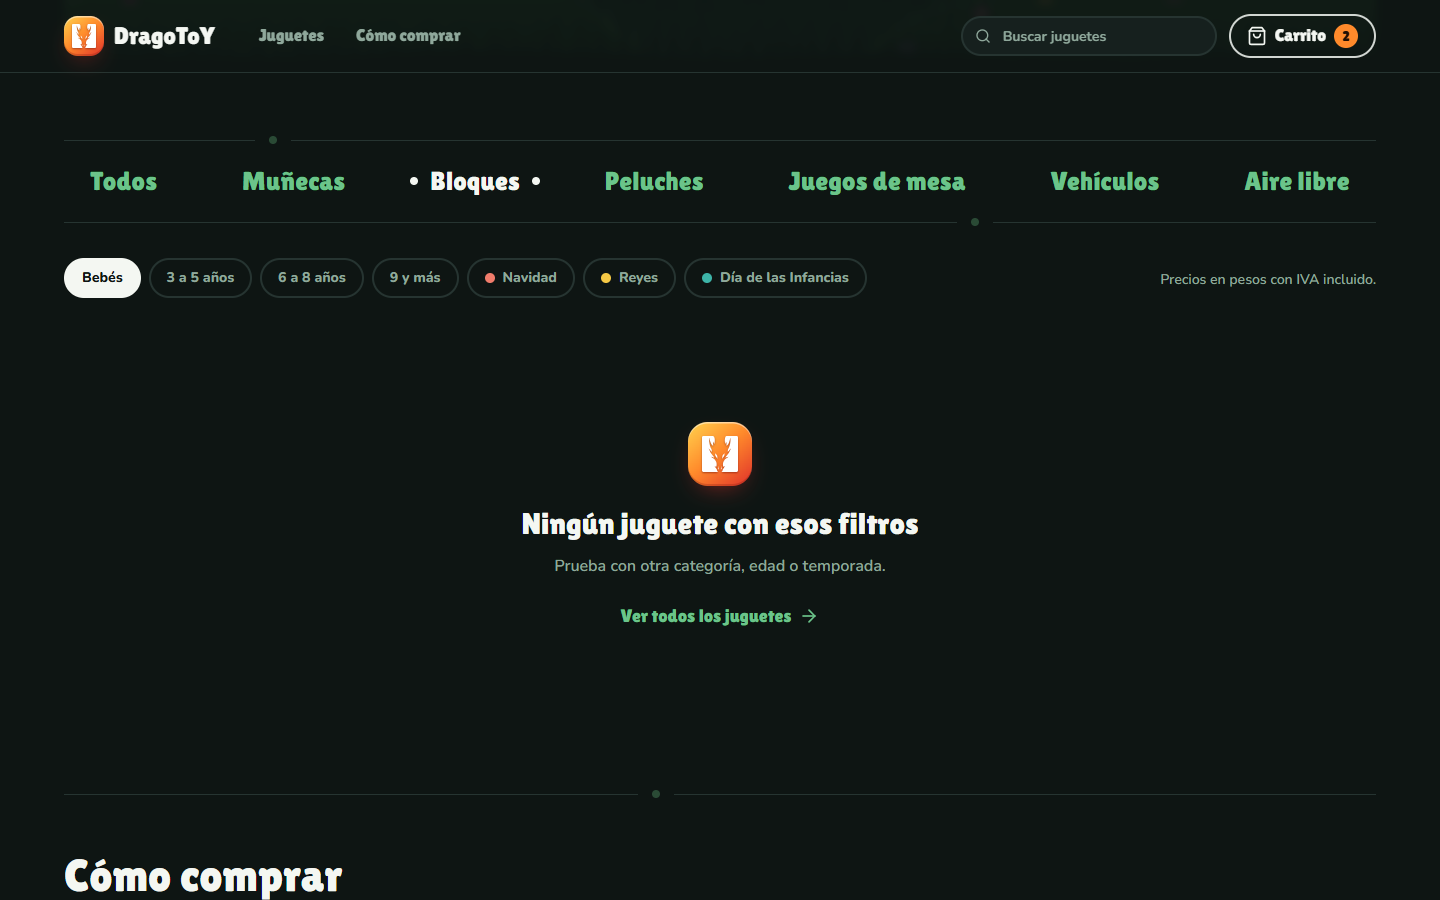 DragoToY
Juguetes
Cómo comprar
Buscar juguetes
Carrito 2
Todos
Muñecas
Bloques
Peluches
Juegos de mesa
Vehículos
Aire libre
Bebés
3 a 5 años
6 a 8 años
9 y más
Navidad
Reyes
Día de las Infancias
Precios en pesos con IVA incluido.
Ningún juguete con esos filtros
Prueba con otra categoría, edad o temporada.
Ver todos los juguetes
Cómo comprar